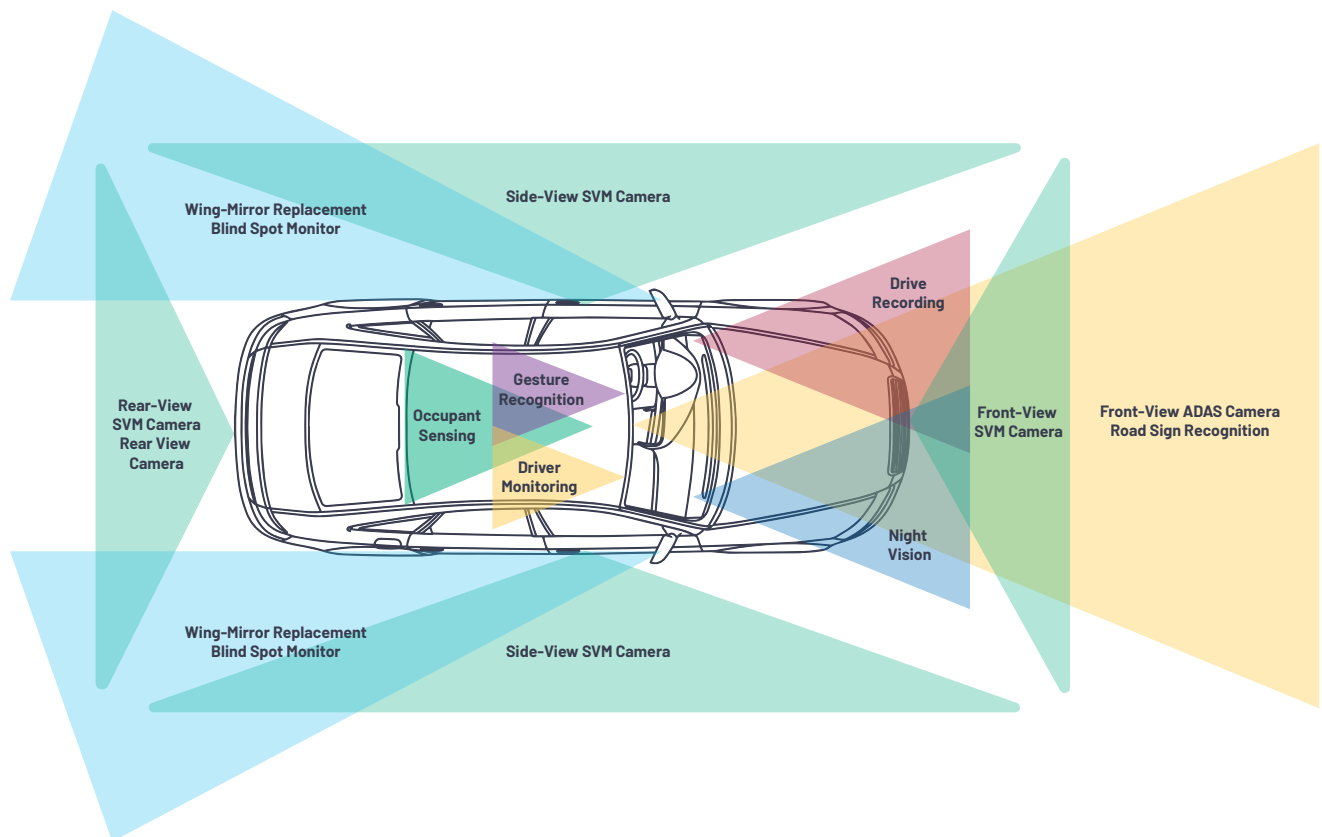 Wing-Mirror Replacement
Blind Spot Monitor
Side-View SVM Camera
Drive
Recording
Gesture
Recognition
Occupant
Sensing
Driver
Monitoring
Rear-View
SVM Camera
Rear View
Camera
Front-View
SVM Camera
Front-View ADAS Camera
Road Sign Recognition
Night
Vision
Wing-Mirror Replacement
Blind Spot Monitor
Side-View SVM Camera